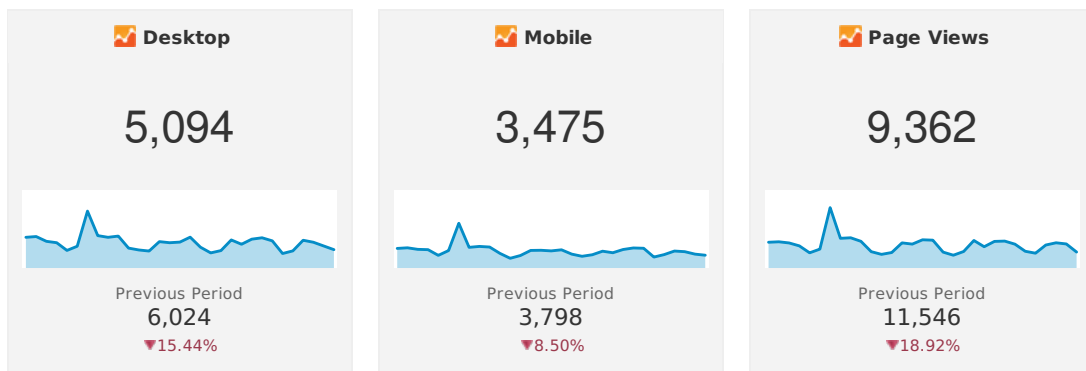 Desktop
5,094
Previous Period
6,024
▼15.44%
Mobile
3,475
Previous Period
3,798
▼8.50%
Page Views
9,362
Previous Period
11,546
▼18.92%